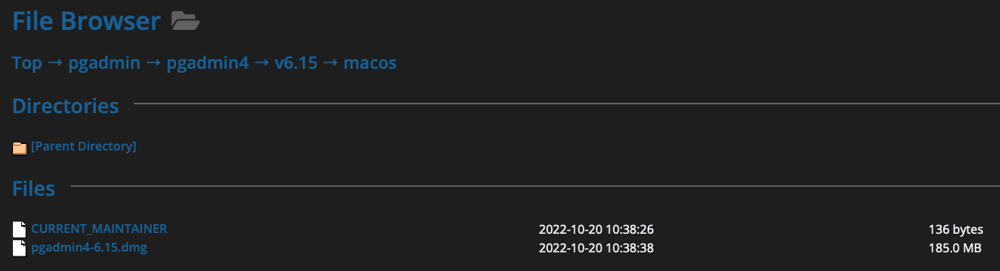 File Browser
Top → pgadmin → pgadmin4 → v6.15 → macos
Directories
[Parent Directory]
Files
CURRENT_MAINTAINER 2022-10-20 10:38:26 136 bytes
pgadmin4-6.15.dmg 2022-10-20 10:38:38 185.0 MB